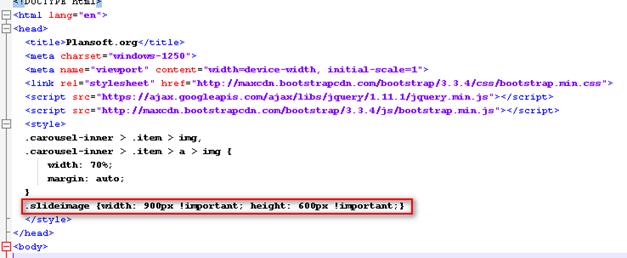 <!DOCTYPE html>
<html lang="en">
<head>
<title>Plansoft.org</title>
<meta charset="windows-1250">
<meta name="viewport" content="width=device-width, initial-scale=1">
<link rel="stylesheet" href="http://maxcdn.bootstrapcdn.com/bootstrap/3.3.4/css/bootstrap.min.css">
<script src="https://ajax.googleapis.com/ajax/libs/jquery/1.11.1/jquery.min.js"></script>
<script src="http://maxcdn.bootstrapcdn.com/bootstrap/3.3.4/js/bootstrap.min.js"></script>
<style>
.carousel-inner > .item > img,
.carousel-inner > .item > a > img {
width: 70%;
margin: auto;
}
.slideimage {width: 900px !important; height: 600px !important;}
</style>
</head>
<body>